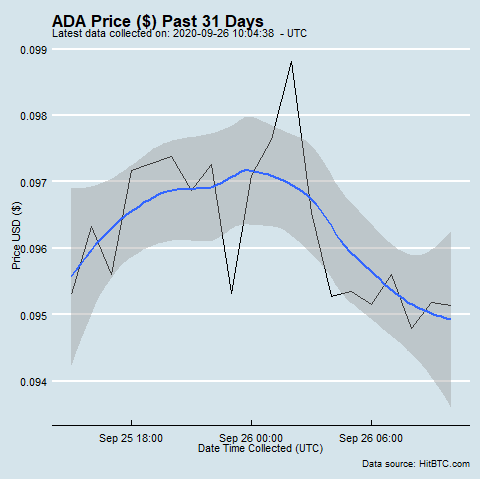 ADA Price ($) Past 31 Days
Latest data collected on: 2020-09-26 10:04:38  - UTC
0.099
0.098
0.097
0.096
0.095
0.094
Price USD ($)
Sep 25 18:00
Sep 26 00:00
Sep 26 06:00
Date Time Collected (UTC)
Data source: HitBTC.com